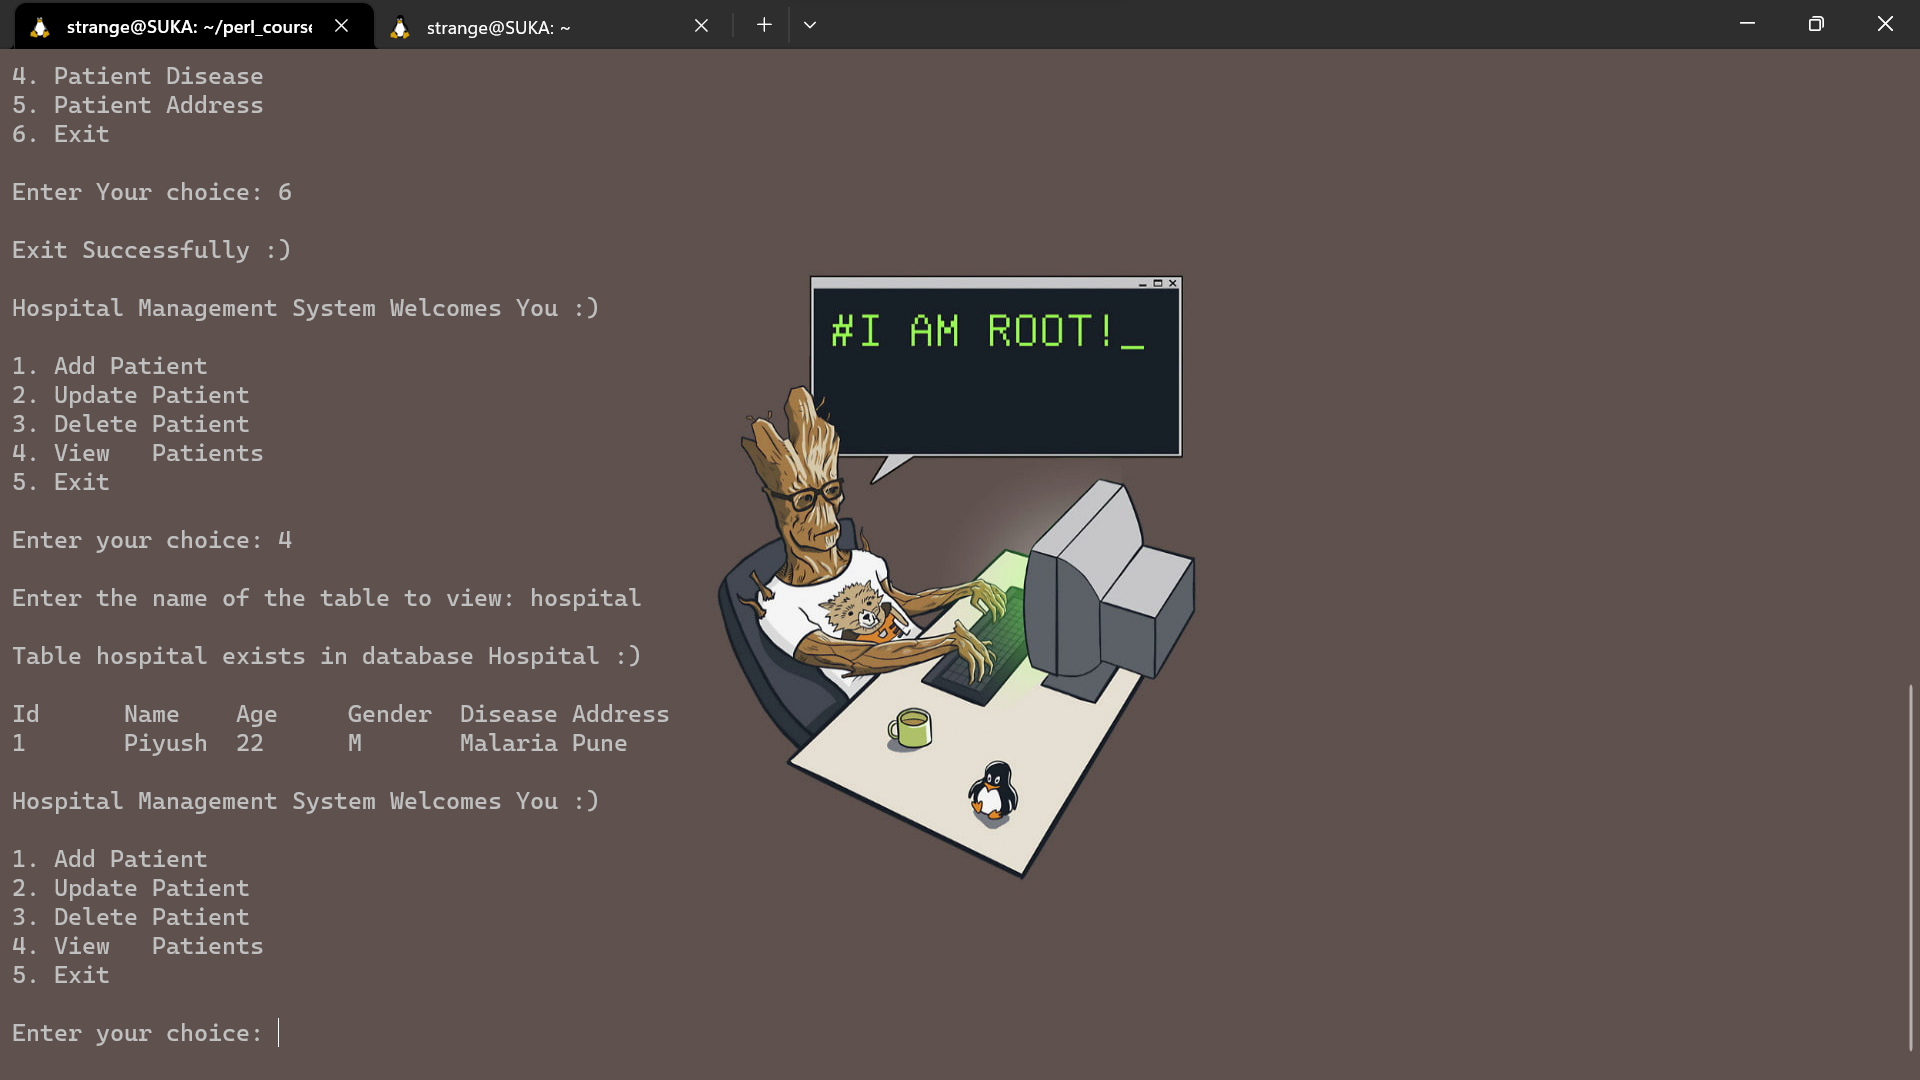 strange@SUKA: ~/perl_course
strange@SUKA: ~
4. Patient Disease
5. Patient Address
6. Exit
Enter Your choice: 6
Exit Successfully :)
Hospital Management System Welcomes You :)
1. Add Patient
2. Update Patient
3. Delete Patient
4. View   Patients
5. Exit
Enter your choice: 4
Enter the name of the table to view: hospital
Table hospital exists in database Hospital :)
Id      Name    Age     Gender  Disease Address
1       Piyush  22      M       Malaria Pune
Hospital Management System Welcomes You :)
1. Add Patient
2. Update Patient
3. Delete Patient
4. View   Patients
5. Exit
Enter your choice:
#I AM ROOT!_